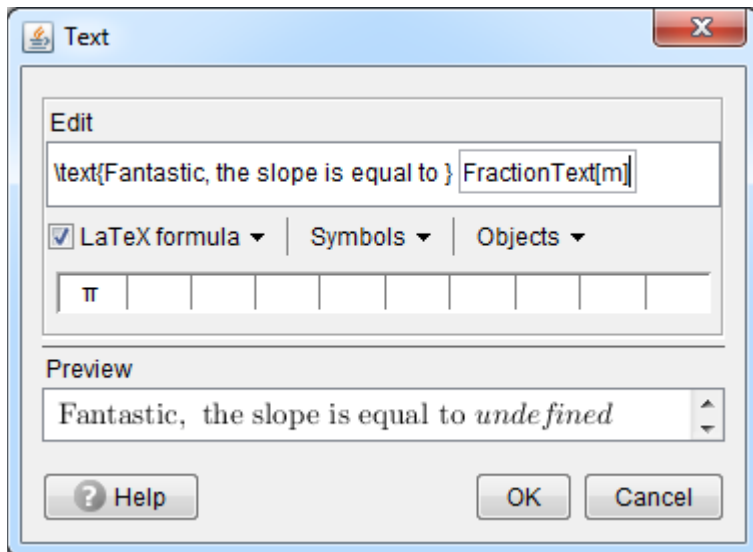 Text
Edit
\text{Fantastic, the slope is equal to } FractionText[m]
LaTeX formula Symbols Objects
π
Preview
Fantastic, the slope is equal to undefined
? Help OK Cancel